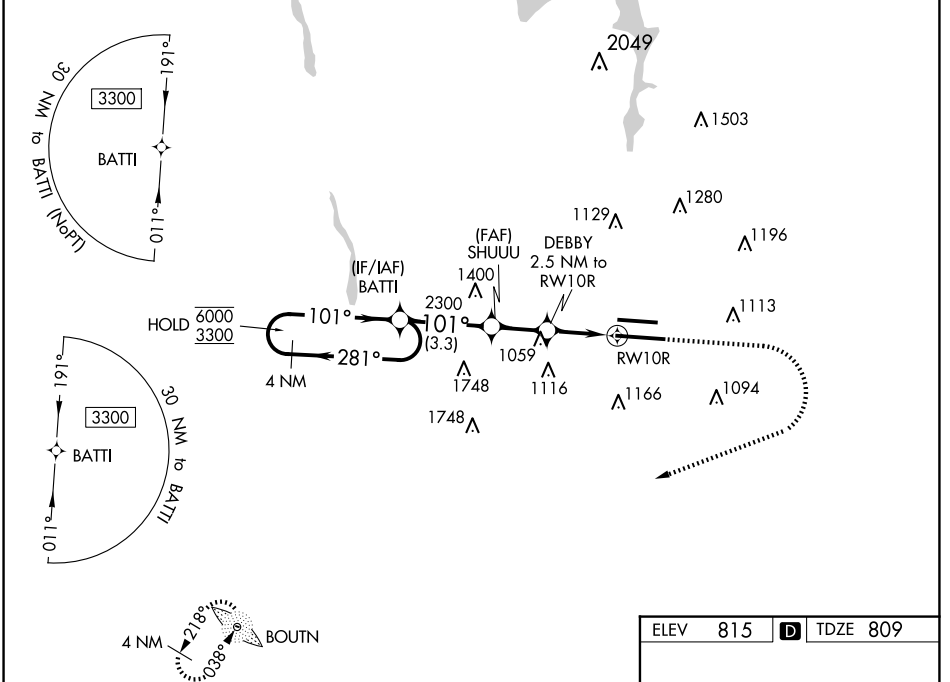 30 NM to BATTI (NoPT)
3300
191°
BATTI
011°
2049
1503
1280
1129
1196
1113
(FAF)
SHUUU
DEBBY
2.5 NM to
RW10R
1400
(IF/IAF)
BATTI
2300
101°
(3.3)
HOLD 6000
3300
101°
281°
4 NM
1059
1748
1116
1748
RW10R
1166
1094
191°
3300
BATTI
30 NM to BATTI
011°
4 NM
218°
038°
BOUTN
ELEV 815 D TDZE 809